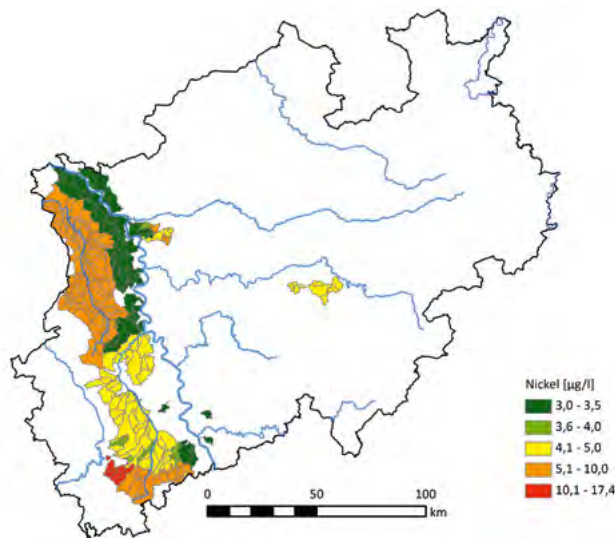 Nickel [µg/l]
3,0 - 3,5
3,6 - 4,0
4,1 - 5,0
5,1 - 10,0
10,1 - 17,4
0 50 100
km